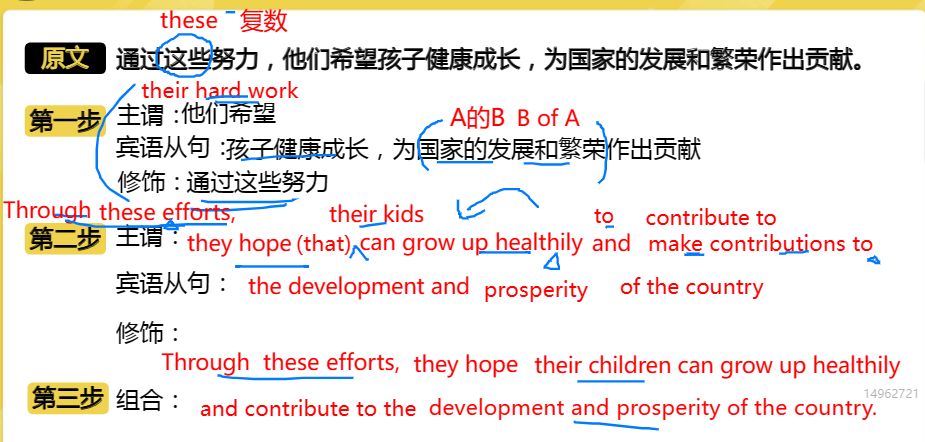 these - 复数
原文 通过这些努力，他们希望孩子健康成长，为国家的发展和繁荣作出贡献。
their hard work
第一步 主谓：他们希望 A的B B of A
宾语从句：孩子健康成长，为国家的发展和繁荣作出贡献
修饰：通过这些努力
Through these efforts, their kids to contribute to
第二步 主谓：they hope (that) can grow up healthily and make contributions to
宾语从句： the development and prosperity of the country
修饰：
Through these efforts, they hope their children can grow up healthily
第三步 组合： and contribute to the development and prosperity of the country.
14962721